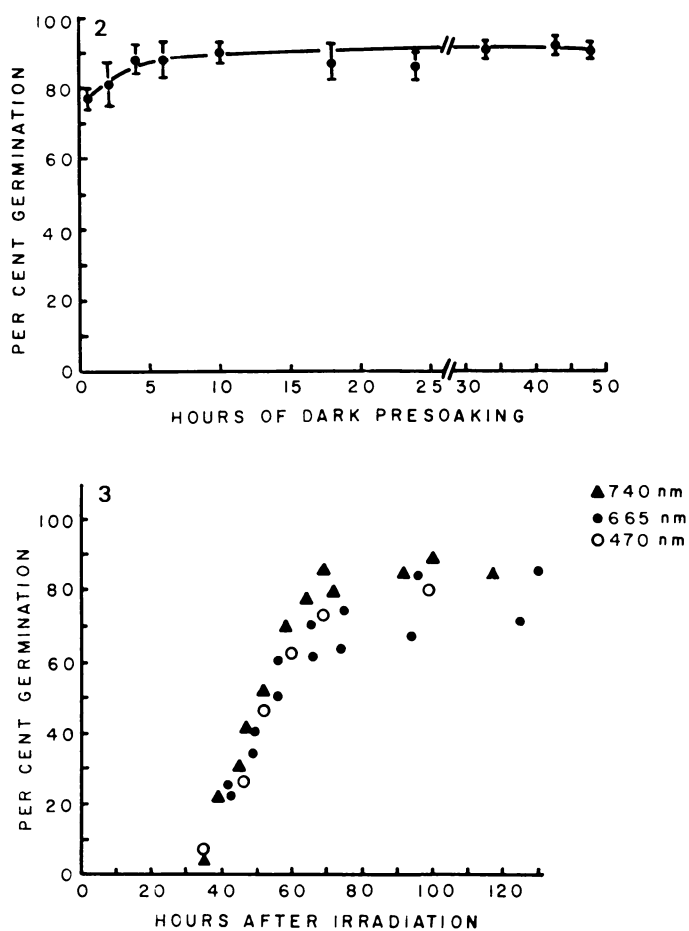 2
100
80
60
40
20
0
PER CENT GERMINATION
0 5 10 15 20 25 30 40 50
HOURS OF DARK PRESOAKING
3
740 nm
665 nm
470 nm
100
80
60
40
20
0
PER CENT GERMINATION
0 20 40 60 80 100 120
HOURS AFTER IRRADIATION